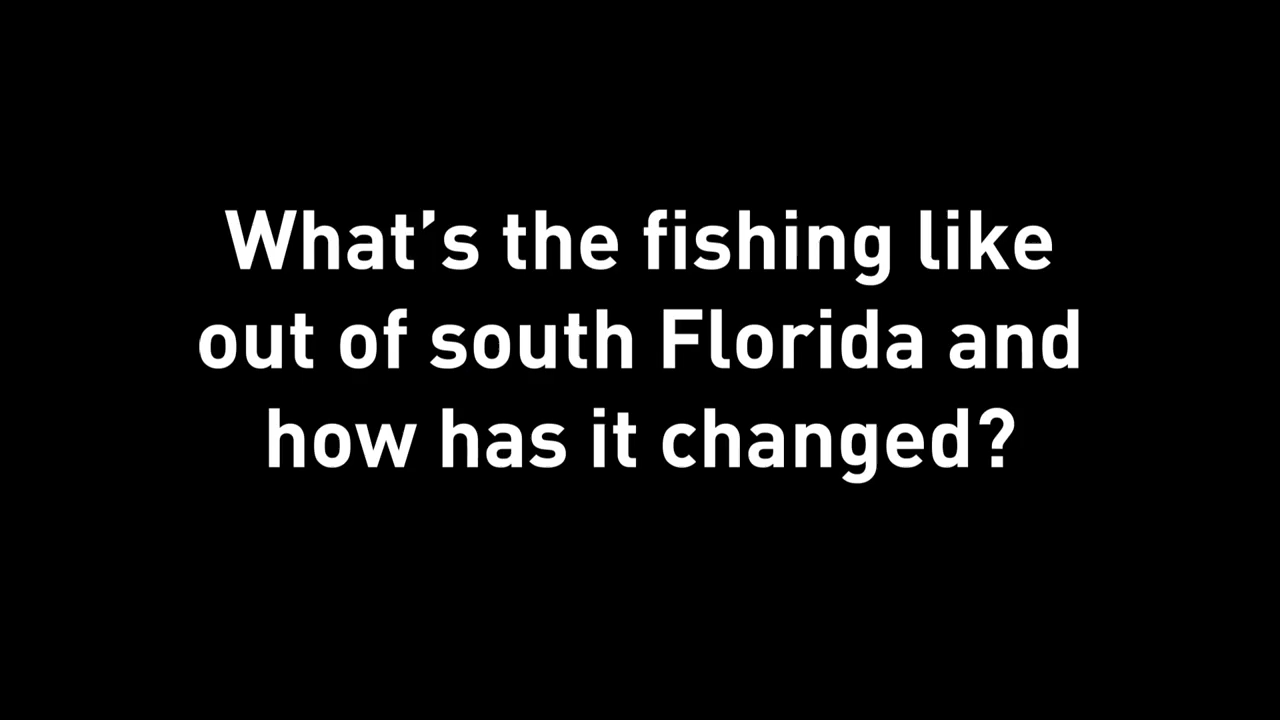 What’s the fishing like
out of south Florida and
how has it changed?